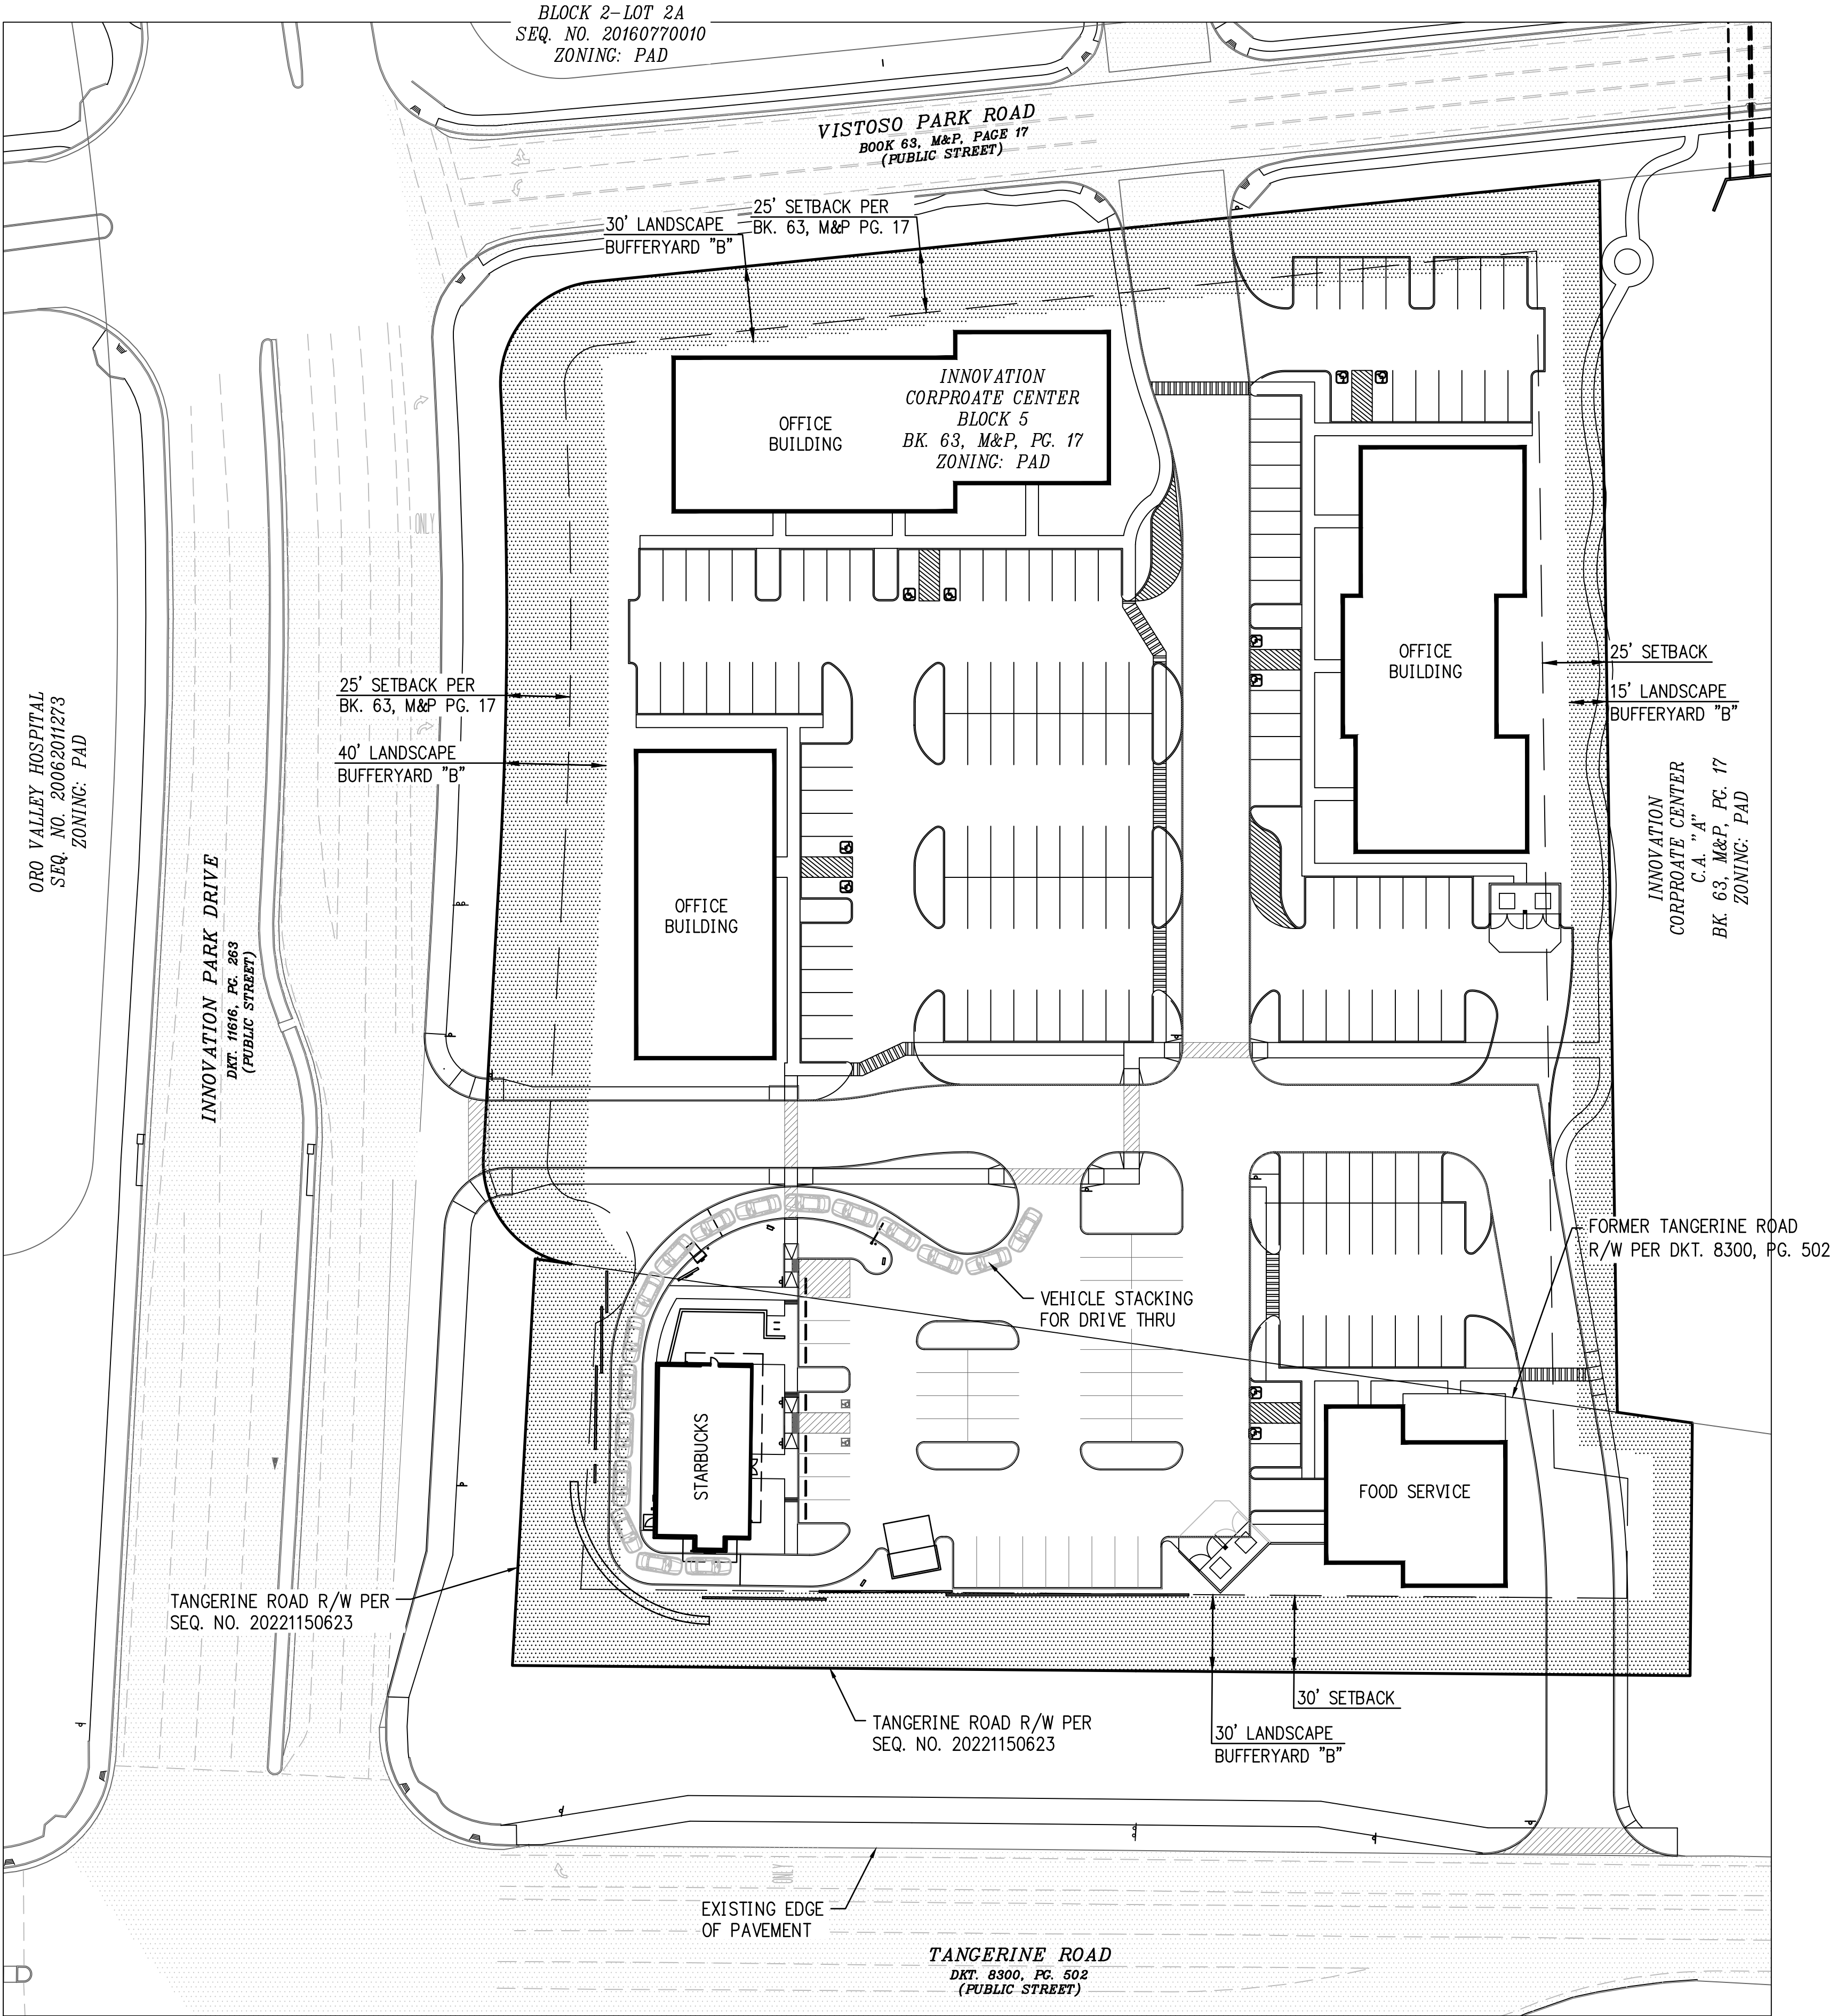 BLOCK 2-LOT 2A
SEQ. NO. 20160770010
ZONING: PAD
VISTOSO PARK ROAD
BOOK 63, M&P, PAGE 17
(PUBLIC STREET)
25' SETBACK PER
BK. 63, M&P PG. 17
30' LANDSCAPE
BUFFERYARD "B"
INNOVATION
CORPROATE CENTER
BLOCK 5
BK. 63, M&P, PG. 17
ZONING: PAD
OFFICE
BUILDING
ONLY
OFFICE
BUILDING
25' SETBACK
15' LANDSCAPE
BUFFERYARD "B"
25' SETBACK PER
BK. 63, M&P PG. 17
40' LANDSCAPE
BUFFERYARD "B"
ORO VALLEY HOSPITAL
SEQ. NO. 20062011273
ZONING: PAD
INNOVATION PARK DRIVE
DKT. 11616, PG. 263
(PUBLIC STREET)
OFFICE
BUILDING
INNOVATION
CORPROATE CENTER
C.A. "A"
BK. 63, M&P, PG. 17
ZONING: PAD
FORMER TANGERINE ROAD
R/W PER DKT. 8300, PG. 502
VEHICLE STACKING
FOR DRIVE THRU
STARBUCKS
FOOD SERVICE
TANGERINE ROAD R/W PER
SEQ. NO. 20221150623
30' SETBACK
TANGERINE ROAD R/W PER
SEQ. NO. 20221150623
30' LANDSCAPE
BUFFERYARD "B"
ONLY
EXISTING EDGE
OF PAVEMENT
TANGERINE ROAD
DKT. 8300, PG. 502
(PUBLIC STREET)